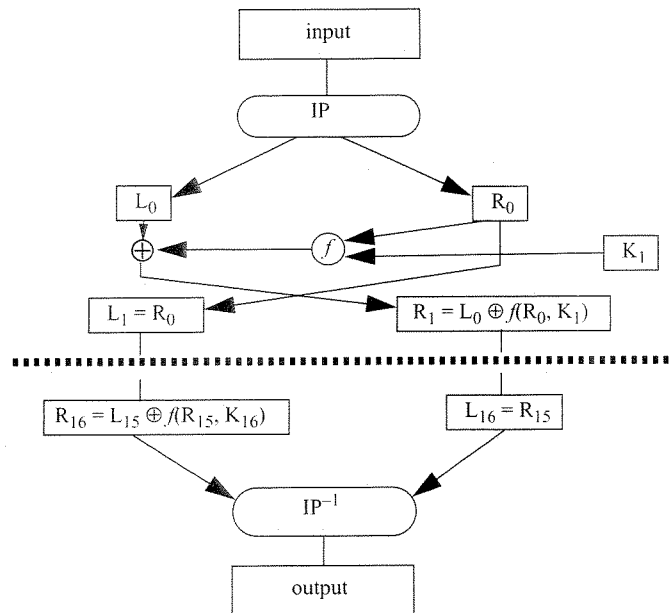 input
IP
L₀
R₀
f
K₁
L₁ = R₀
R₁ = L₀ ⊕ f(R₀, K₁)
R₁₆ = L₁₅ ⊕ f(R₁₅, K₁₆)
L₁₆ = R₁₅
IP⁻¹
output